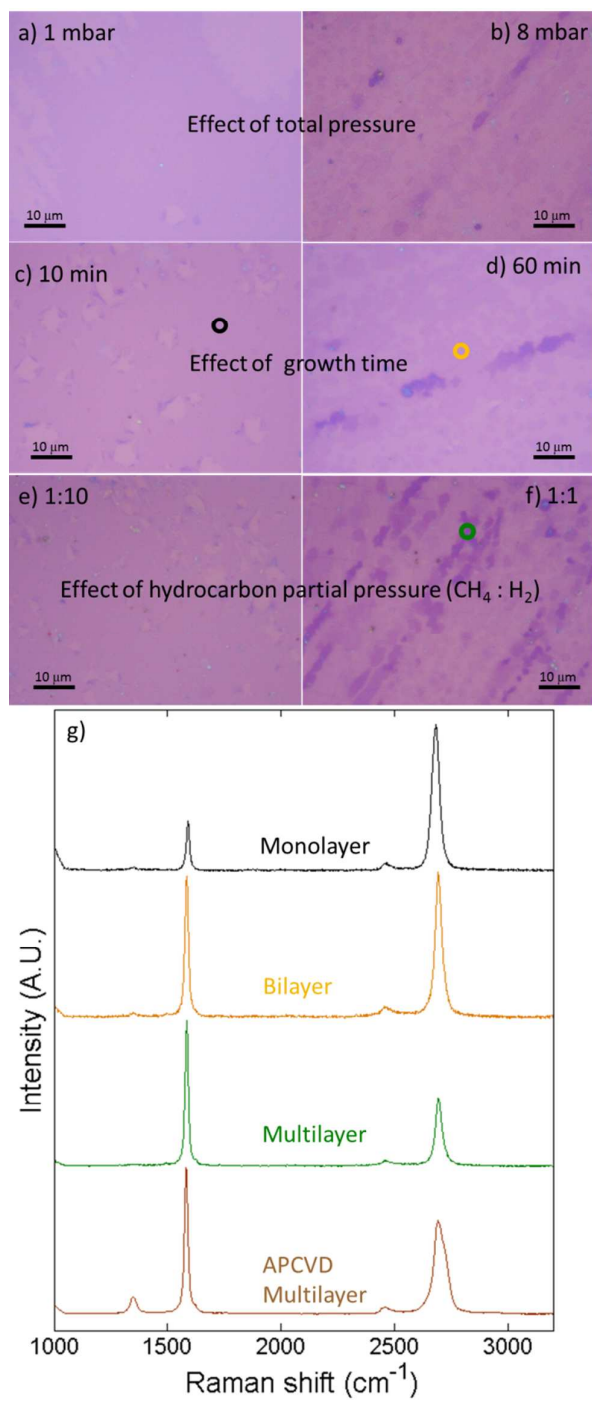 a) 1 mbar
b) 8 mbar
Effect of total pressure
10 μm
10 μm
c) 10 min
d) 60 min
Effect of growth time
10 μm
10 μm
e) 1:10
f) 1:1
Effect of hydrocarbon partial pressure (CH₄ : H₂)
10 μm
10 μm
g)
Monolayer
Bilayer
Multilayer
APCVD
Multilayer
Intensity (A.U.)
1000 1500 2000 2500 3000
Raman shift (cm⁻¹)